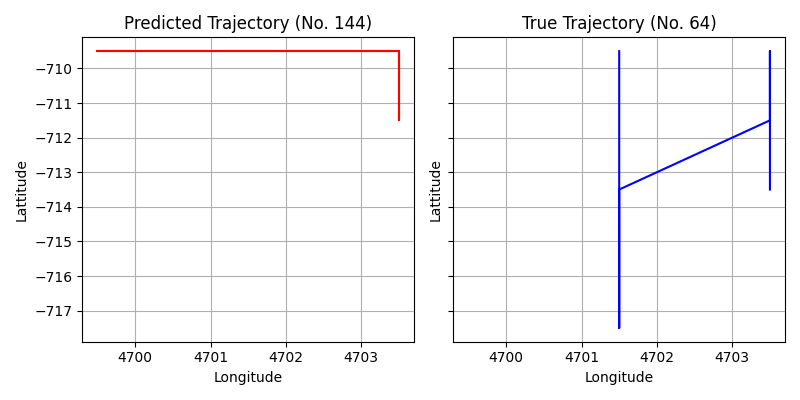 Predicted Trajectory (No. 144)
True Trajectory (No. 64)
Lattitude
−710
−711
−712
−713
−714
−715
−716
−717
4700
4701
4702
4703
Longitude
Lattitude
4700
4701
4702
4703
Longitude